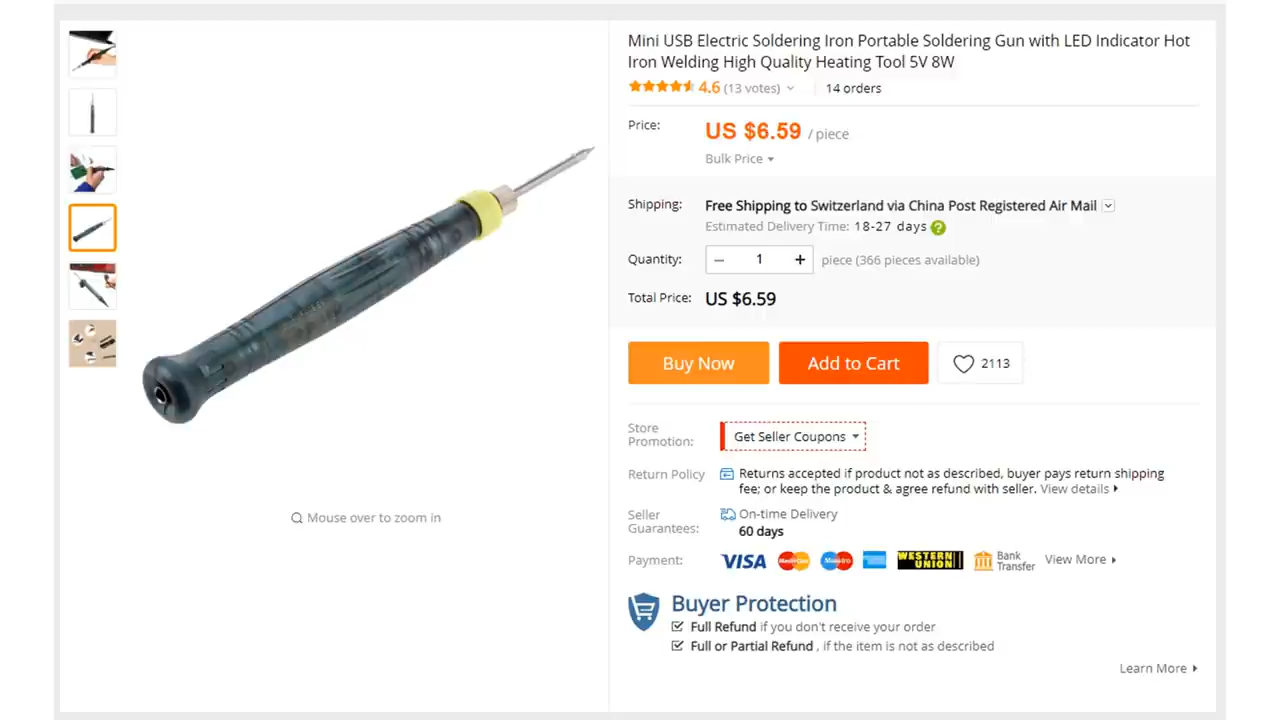 Mini USB Electric Soldering Iron Portable Soldering Gun with LED Indicator Hot
Iron Welding High Quality Heating Tool 5V 8W
4.6 (13 votes) 14 orders
Price: US $6.59 / piece
Bulk Price
Shipping: Free Shipping to Switzerland via China Post Registered Air Mail
Estimated Delivery Time: 18-27 days ?
Quantity: − 1 + piece (366 pieces available)
Total Price: US $6.59
Buy Now Add to Cart 2113
Store
Promotion: Get Seller Coupons
Return Policy Returns accepted if product not as described, buyer pays return shipping
fee; or keep the product & agree refund with seller. View details
Seller
Guarantees: On-time Delivery
60 days
Payment: VISA MasterCard Maestro WESTERN UNION Bank Transfer View More
Buyer Protection
Full Refund if you don't receive your order
Full or Partial Refund , if the item is not as described
Learn More
Mouse over to zoom in